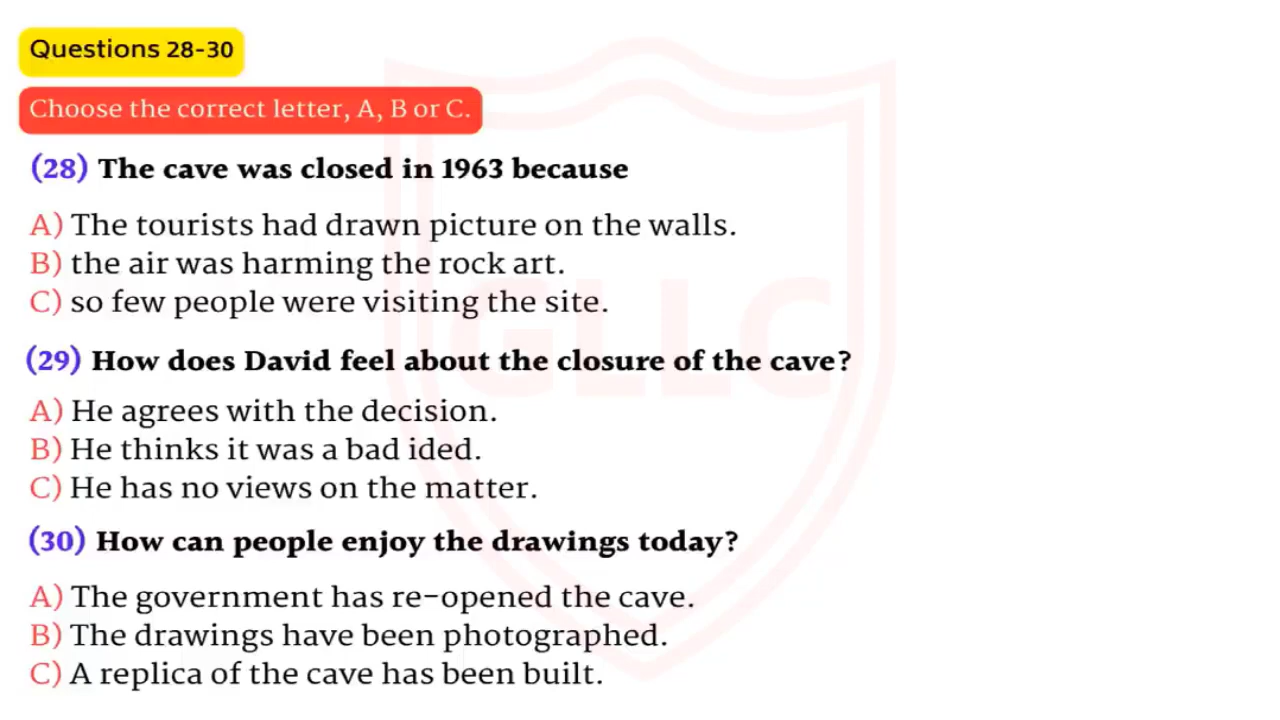 Questions 28-30
Choose the correct letter, A, B or C.
(28) The cave was closed in 1963 because
A) The tourists had drawn picture on the walls.
B) the air was harming the rock art.
C) so few people were visiting the site.
GLLC
(29) How does David feel about the closure of the cave?
A) He agrees with the decision.
B) He thinks it was a bad ided.
C) He has no views on the matter.
(30) How can people enjoy the drawings today?
A) The government has re-opened the cave.
B) The drawings have been photographed.
C) A replica of the cave has been built.